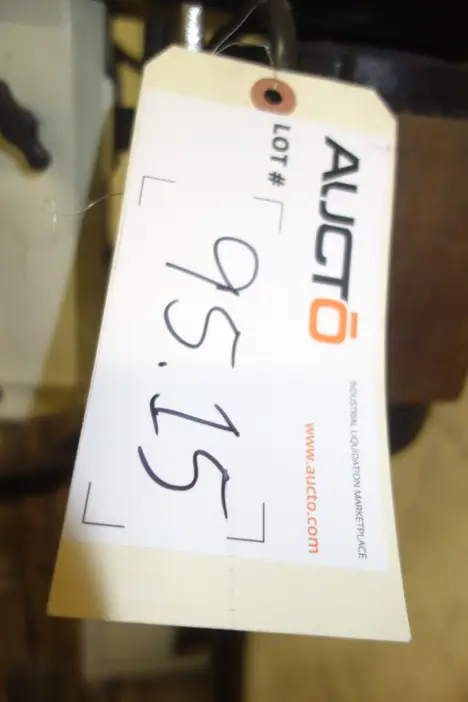 AUCTŌ
INDUSTRIAL LIQUIDATION MARKETPLACE
www.aucto.com
LOT #
95.15